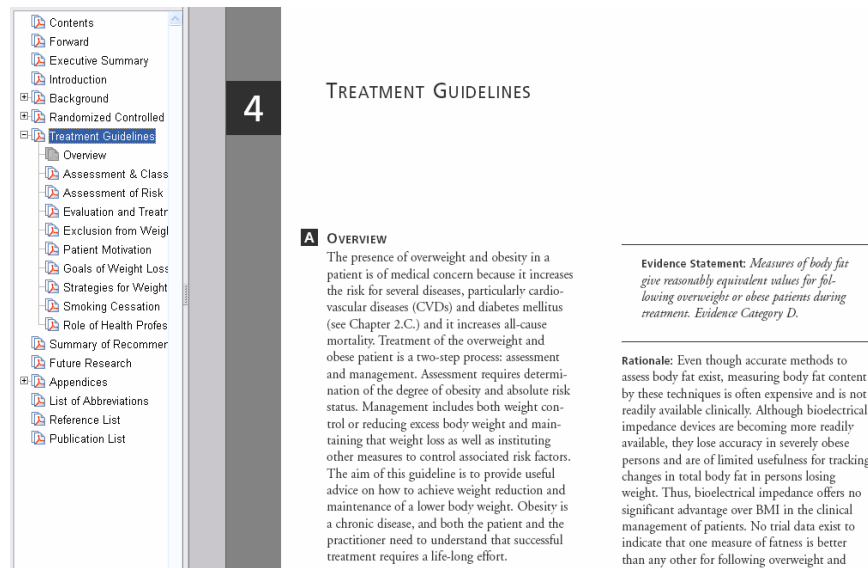 Contents
Forward
Executive Summary
Introduction
Background
Randomized Controlled
Treatment Guidelines
Overview
Assessment & Class
Assessment of Risk
Evaluation and Treatr
Exclusion from Weigl
Patient Motivation
Goals of Weight Loss
Strategies for Weight
Smoking Cessation
Role of Health Profes
Summary of Recommer
Future Research
Appendices
List of Abbreviations
Reference List
Publication List
4
TREATMENT GUIDELINES
A OVERVIEW
The presence of overweight and obesity in a
patient is of medical concern because it increases
the risk for several diseases, particularly cardio-
vascular diseases (CVDs) and diabetes mellitus
(see Chapter 2.C.) and it increases all-cause
mortality. Treatment of the overweight and
obese patient is a two-step process: assessment
and management. Assessment requires determi-
nation of the degree of obesity and absolute risk
status. Management includes both weight con-
trol or reducing excess body weight and main-
taining that weight loss as well as instituting
other measures to control associated risk factors.
The aim of this guideline is to provide useful
advice on how to achieve weight reduction and
maintenance of a lower body weight. Obesity is
a chronic disease, and both the patient and the
practitioner need to understand that successful
treatment requires a life-long effort.
Evidence Statement: Measures of body fat
give reasonably equivalent values for fol-
lowing overweight or obese patients during
treatment. Evidence Category D.
Rationale: Even though accurate methods to
assess body fat exist, measuring body fat content
by these techniques is often expensive and is not
readily available clinically. Although bioelectrical
impedance devices are becoming more readily
available, they lose accuracy in severely obese
persons and are of limited usefulness for tracking
changes in total body fat in persons losing
weight. Thus, bioelectrical impedance offers no
significant advantage over BMI in the clinical
management of patients. No trial data exist to
indicate that one measure of fatness is better
than any other for following overweight and